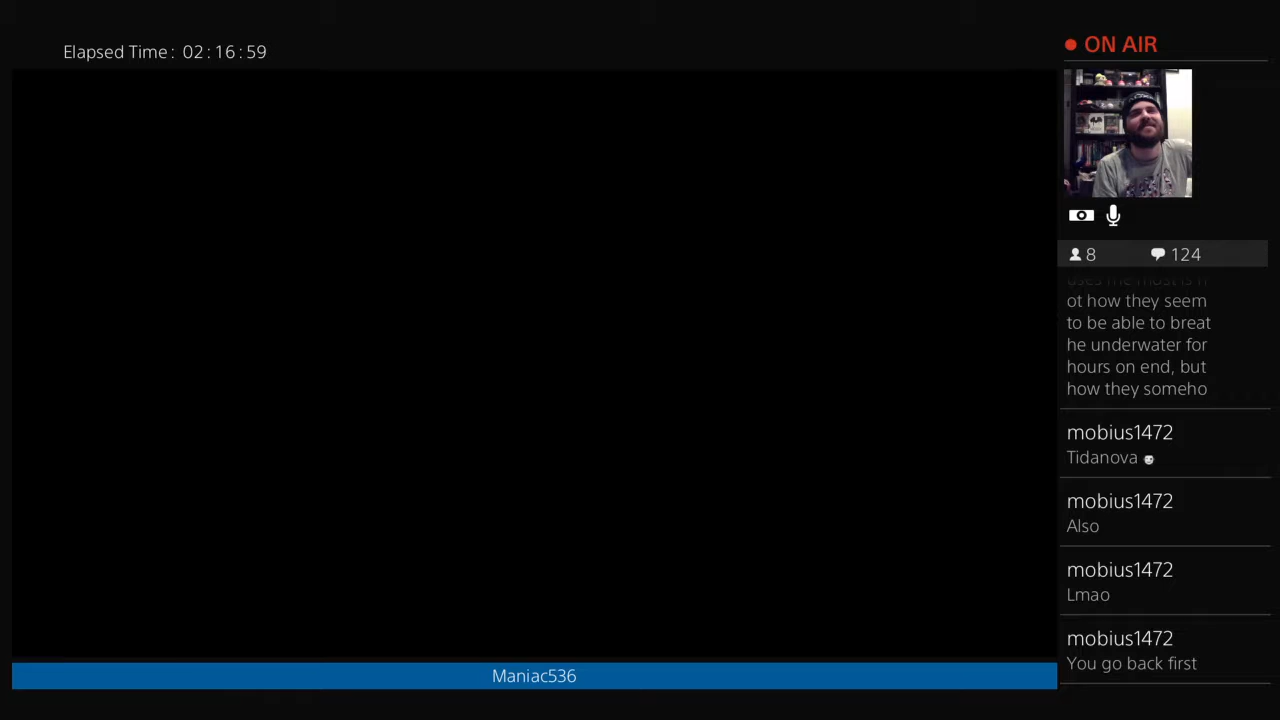 Elapsed Time: 02:16:59
ON AIR
8 124
ot how they seem
to be able to breat
he underwater for
hours on end, but
how they someho
mobius1472
Tidanova
mobius1472
Also
mobius1472
Lmao
mobius1472
You go back first
Maniac536